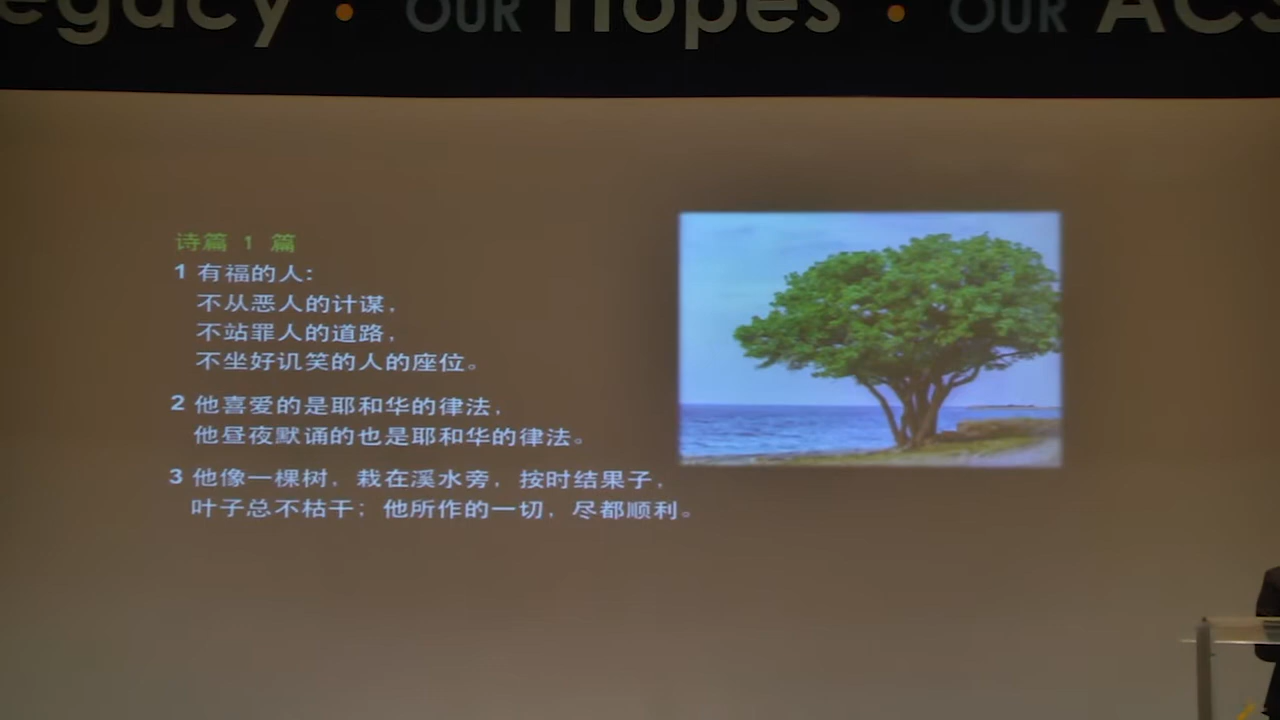 egacy • OUR Hopes • OUR ACS
诗篇 1 篇
1 有福的人:
不从恶人的计谋,
不站罪人的道路,
不坐好讥笑的人的座位。
2 他喜爱的是耶和华的律法,
他昼夜默诵的也是耶和华的律法。
3 他像一棵树, 栽在溪水旁, 按时结果子,
叶子总不枯干; 他所作的一切, 尽都顺利。